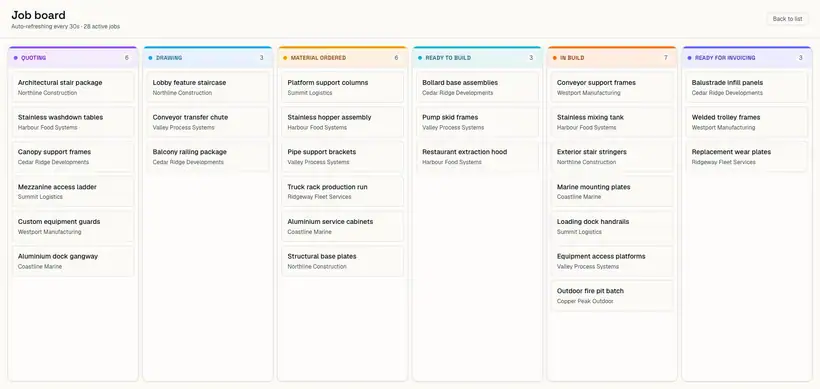 Job board
Auto-refreshing every 30s · 28 active jobs
Back to list
QUOTING 6
Architectural stair package
Northline Construction
Stainless washdown tables
Harbour Food Systems
Canopy support frames
Cedar Ridge Developments
Mezzanine access ladder
Summit Logistics
Custom equipment guards
Westport Manufacturing
Aluminium dock gangway
Coastline Marine
DRAWING 3
Lobby feature staircase
Northline Construction
Conveyor transfer chute
Valley Process Systems
Balcony railing package
Cedar Ridge Developments
MATERIAL ORDERED 6
Platform support columns
Summit Logistics
Stainless hopper assembly
Harbour Food Systems
Pipe support brackets
Valley Process Systems
Truck rack production run
Ridgeway Fleet Services
Aluminium service cabinets
Coastline Marine
Structural base plates
Northline Construction
READY TO BUILD 3
Bollard base assemblies
Cedar Ridge Developments
Pump skid frames
Valley Process Systems
Restaurant extraction hood
Harbour Food Systems
IN BUILD 7
Conveyor support frames
Westport Manufacturing
Stainless mixing tank
Harbour Food Systems
Exterior stair stringers
Northline Construction
Marine mounting plates
Coastline Marine
Loading dock handrails
Summit Logistics
Equipment access platforms
Valley Process Systems
Outdoor fire pit batch
Copper Peak Outdoor
READY FOR INVOICING 3
Balustrade infill panels
Cedar Ridge Developments
Welded trolley frames
Westport Manufacturing
Replacement wear plates
Ridgeway Fleet Services